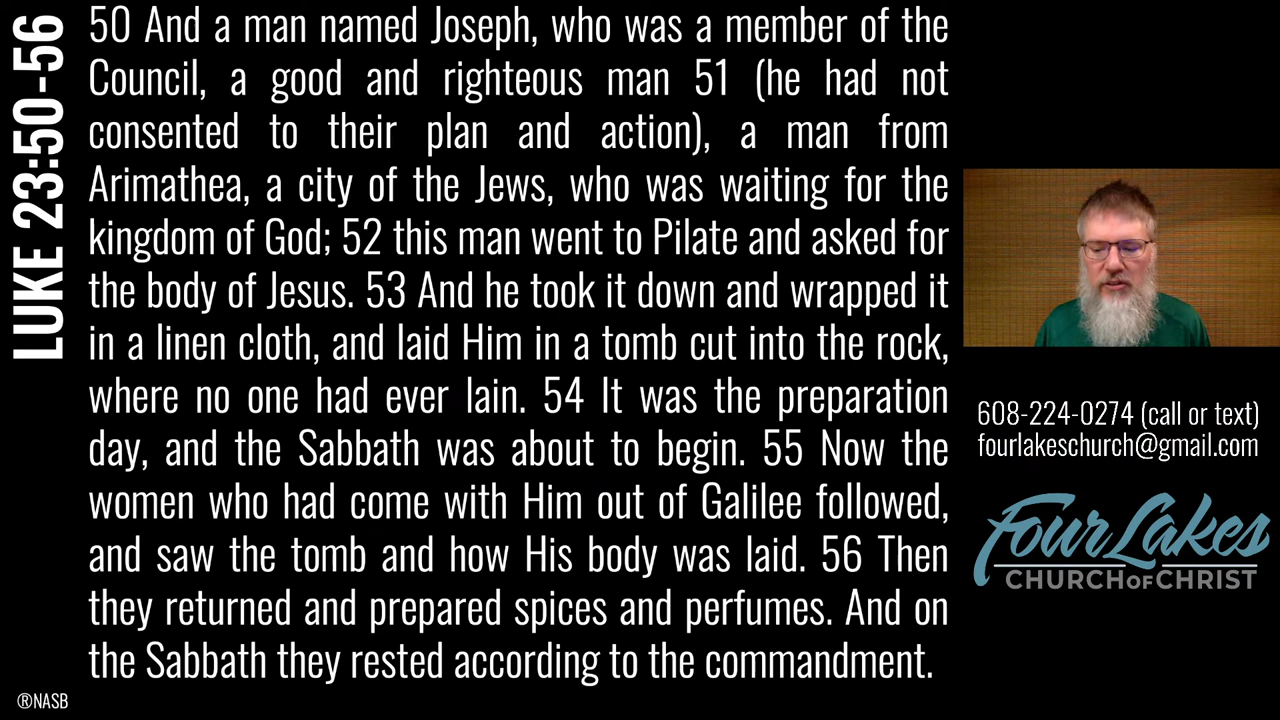 LUKE 23:50-56
50 And a man named Joseph, who was a member of the
Council, a good and righteous man 51 (he had not
consented to their plan and action), a man from
Arimathea, a city of the Jews, who was waiting for the
kingdom of God; 52 this man went to Pilate and asked for
the body of Jesus. 53 And he took it down and wrapped it
in a linen cloth, and laid Him in a tomb cut into the rock,
where no one had ever lain. 54 It was the preparation
day, and the Sabbath was about to begin. 55 Now the
women who had come with Him out of Galilee followed,
and saw the tomb and how His body was laid. 56 Then
they returned and prepared spices and perfumes. And on
the Sabbath they rested according to the commandment.
®NASB
608-224-0274 (call or text)
fourlakeschurch@gmail.com
Four Lakes
CHURCH OF CHRIST